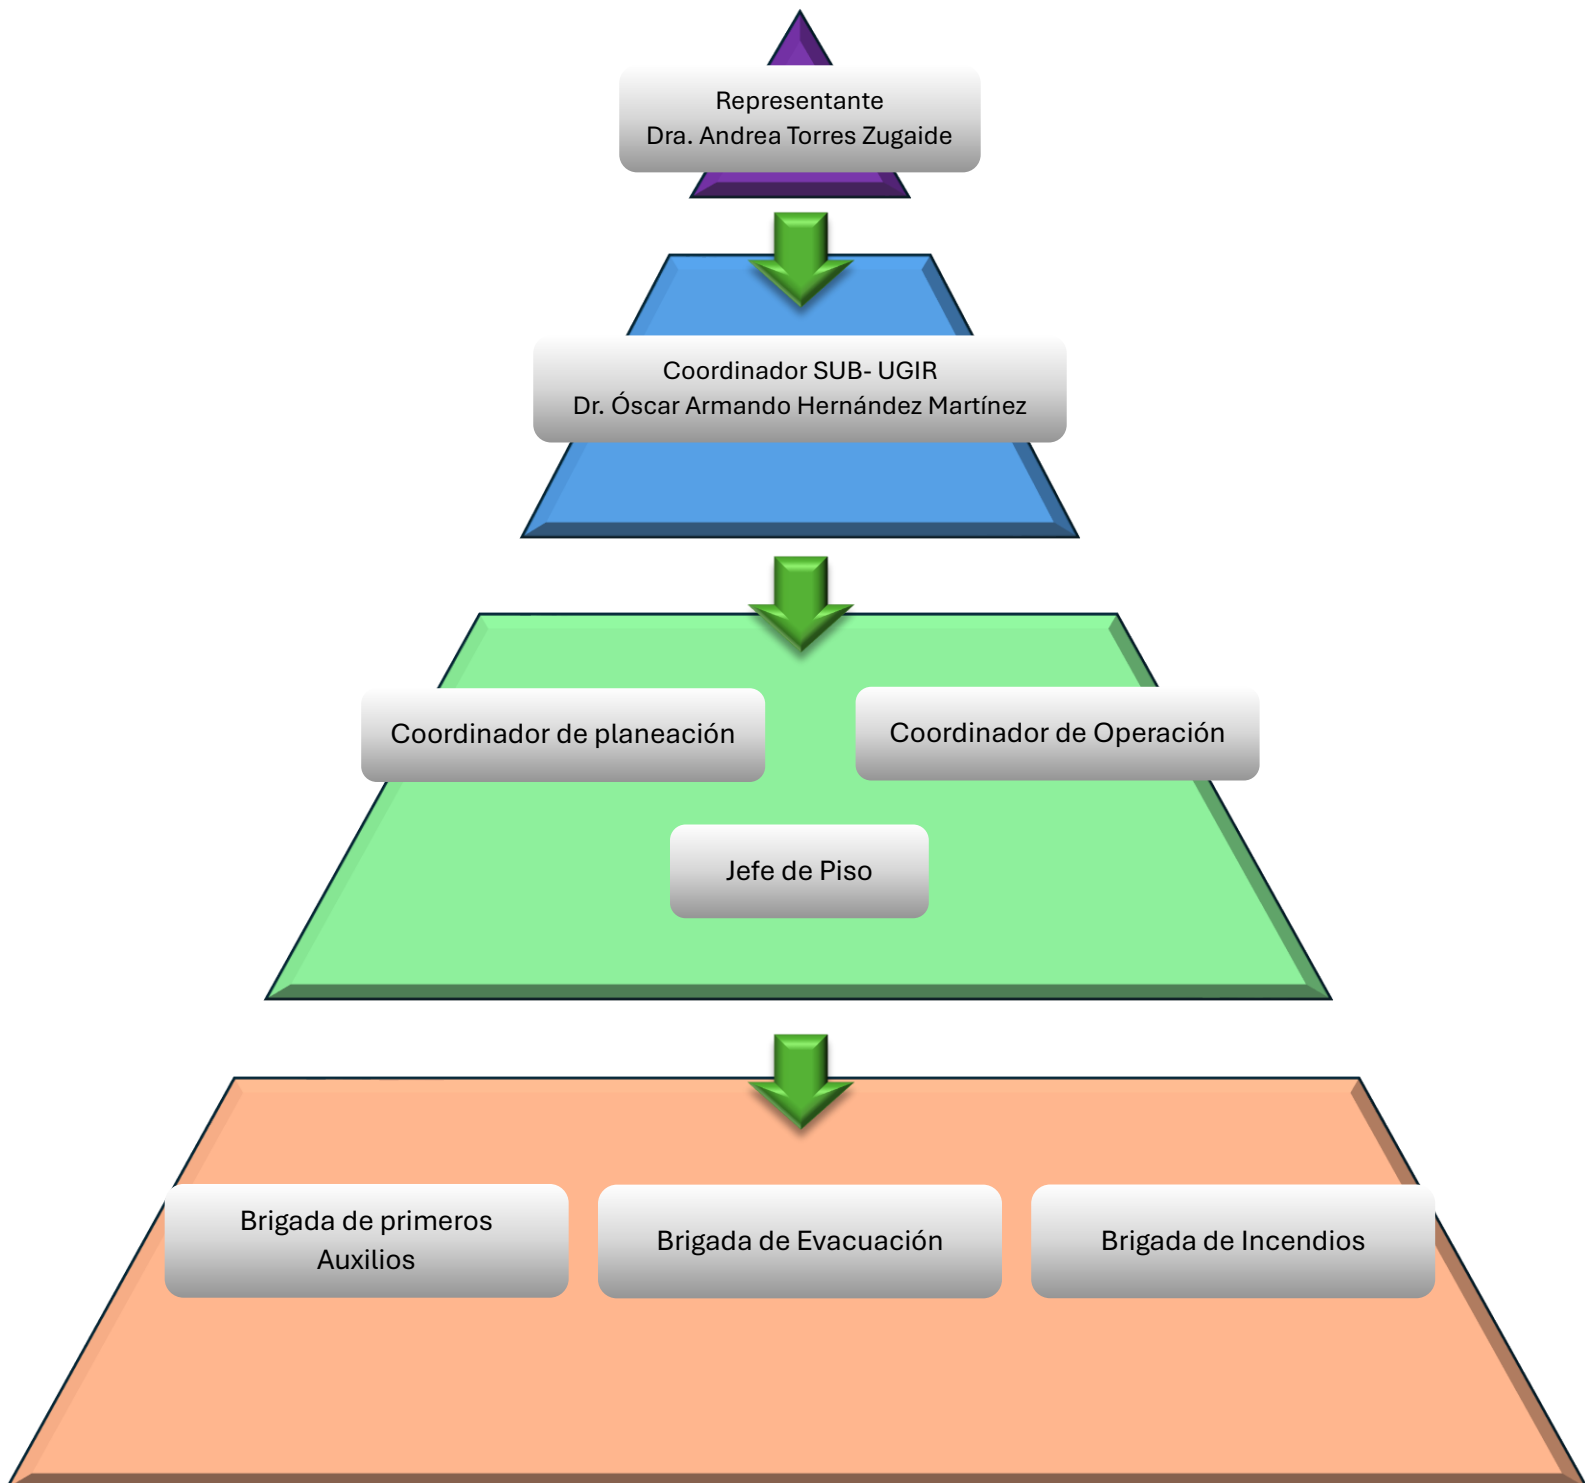 Representante
Dra. Andrea Torres Zugaide
Coordinador SUB- UGIR
Dr. Óscar Armando Hernández Martínez
Coordinador de planeación
Coordinador de Operación
Jefe de Piso
Brigada de primeros
Auxilios
Brigada de Evacuación
Brigada de Incendios